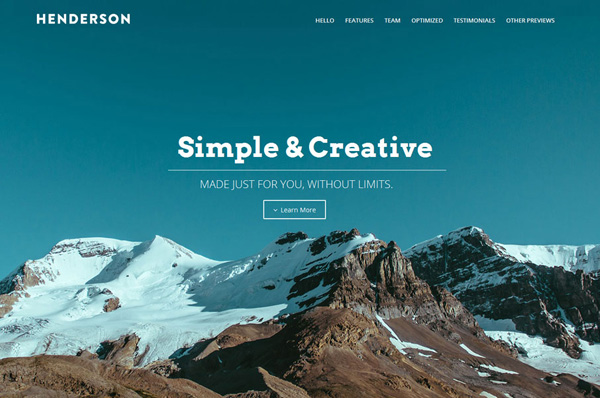 HENDERSON
HELLO FEATURES TEAM OPTIMIZED TESTIMONIALS OTHER PREVIEWS
Simple & Creative
MADE JUST FOR YOU, WITHOUT LIMITS.
Learn More